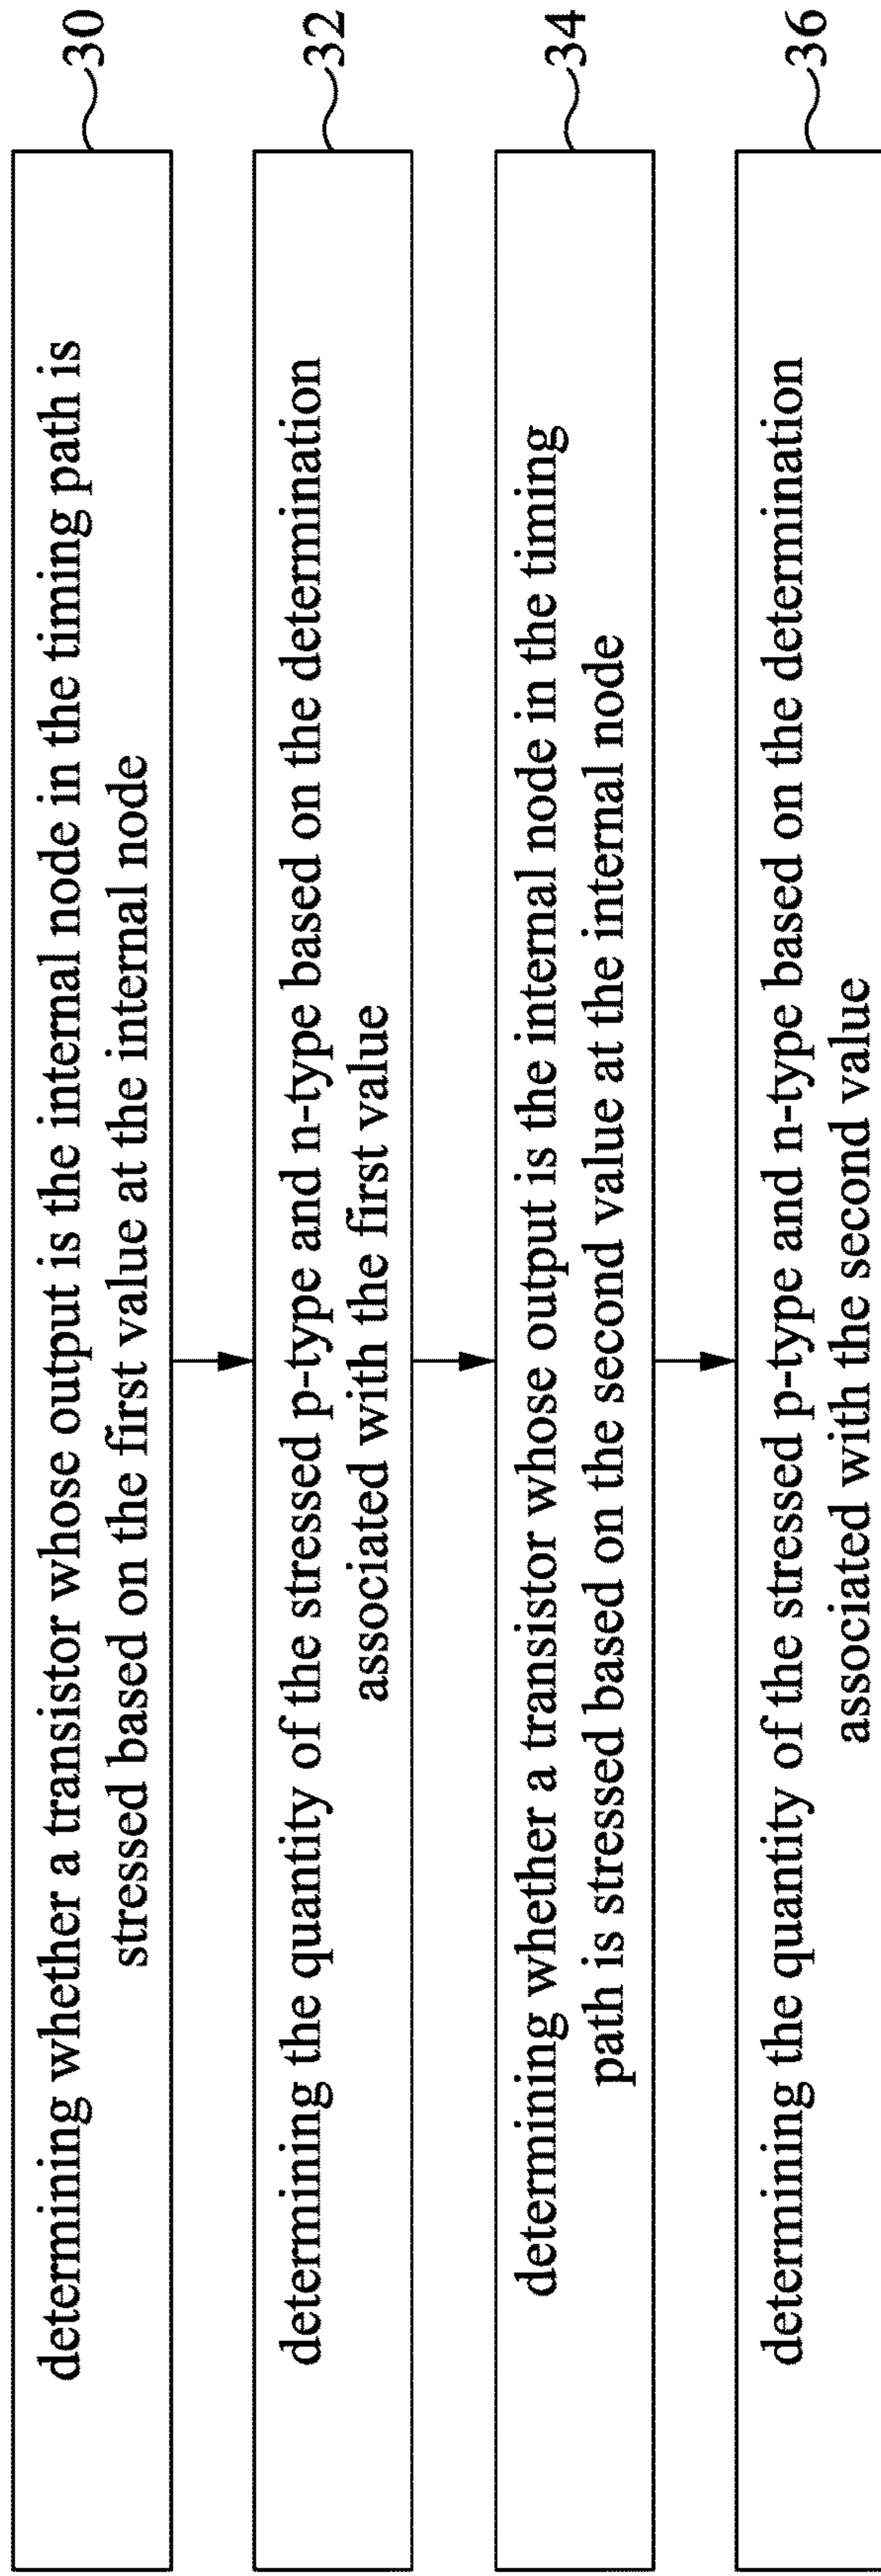 determining whether a transistor whose output is the internal node in the timing path is
stressed based on the first value at the internal node
30
determining the quantity of the stressed p-type and n-type based on the determination
associated with the first value
32
determining whether a transistor whose output is the internal node in the timing
path is stressed based on the second value at the internal node
34
determining the quantity of the stressed p-type and n-type based on the determination
associated with the second value
36